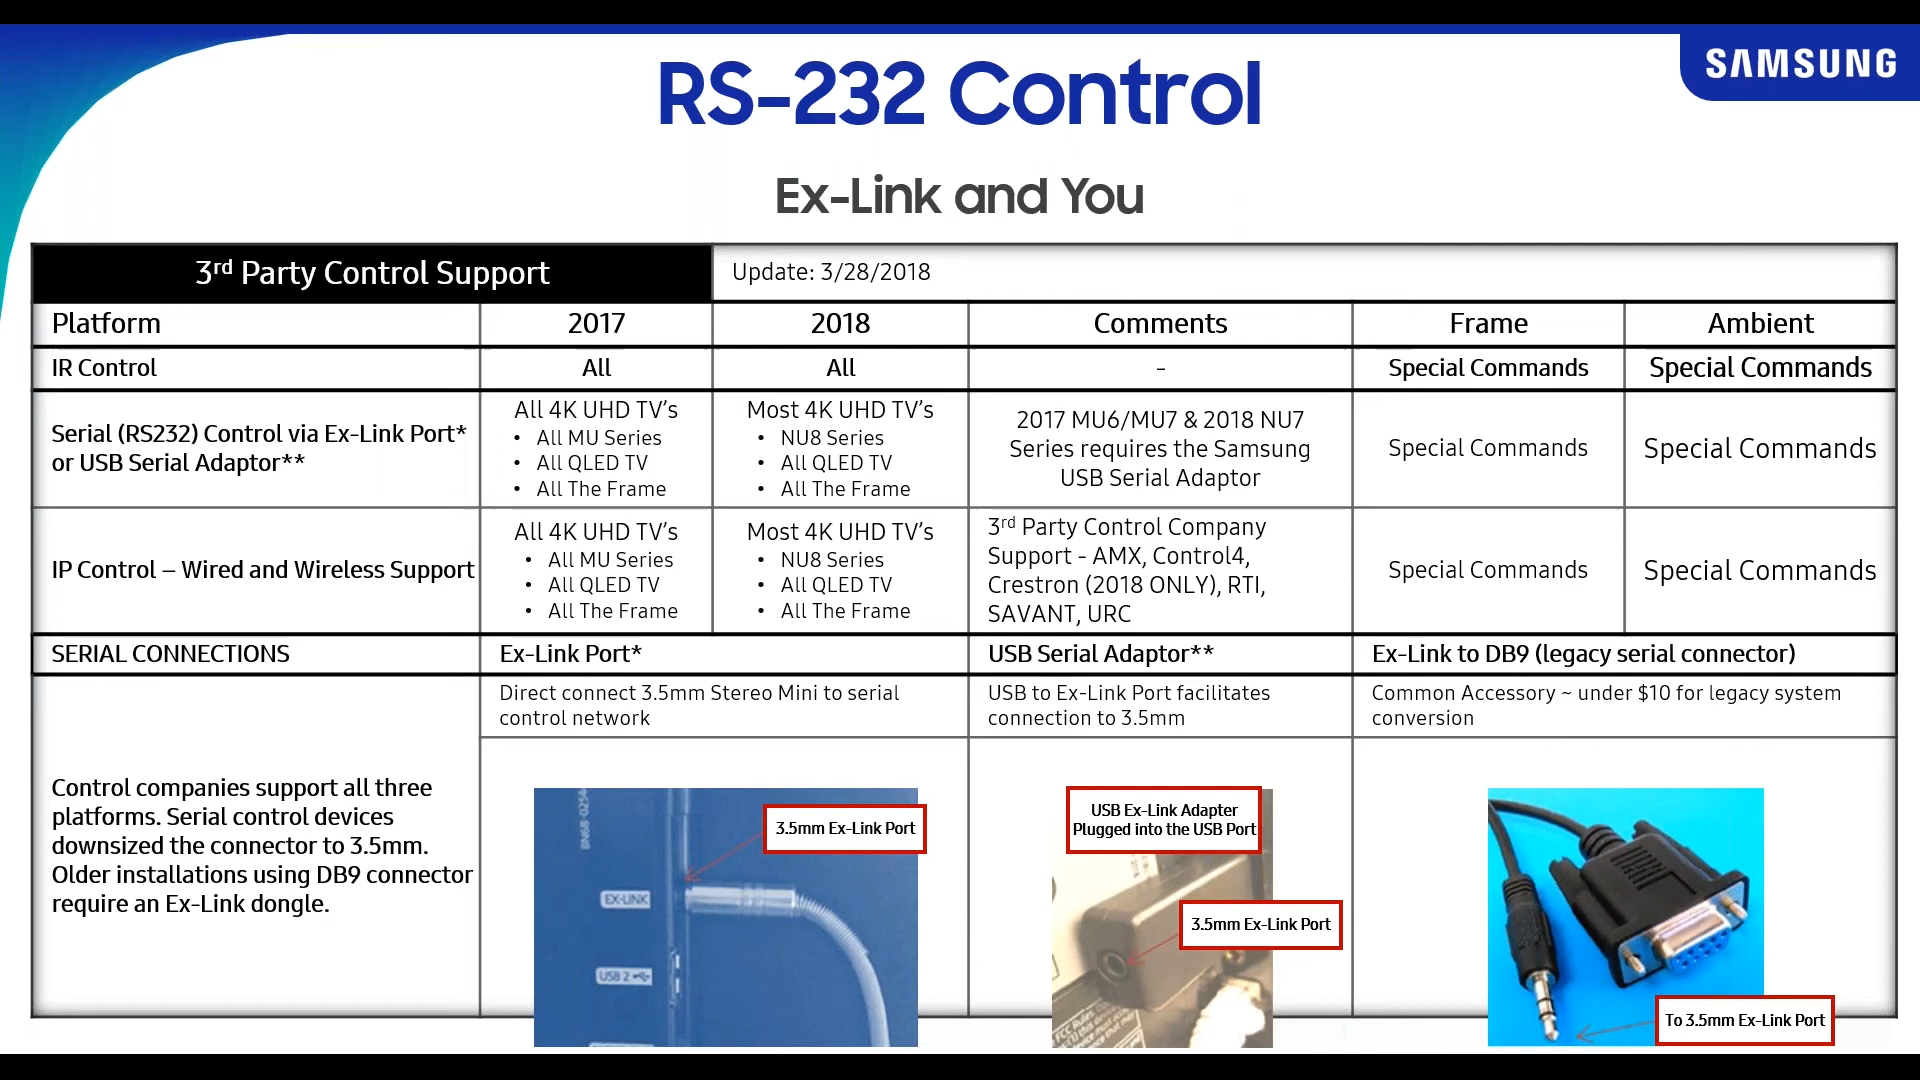 SAMSUNG
RS-232 Control
Ex-Link and You
3rd Party Control Support
Update: 3/28/2018
Platform
2017
2018
Comments
Frame
Ambient
IR Control
All
All
-
Special Commands
Special Commands
Serial (RS232) Control via Ex-Link Port*
or USB Serial Adaptor**
All 4K UHD TV’s
• All MU Series
• All QLED TV
• All The Frame
Most 4K UHD TV’s
• NU8 Series
• All QLED TV
• All The Frame
2017 MU6/MU7 & 2018 NU7
Series requires the Samsung
USB Serial Adaptor
Special Commands
Special Commands
IP Control – Wired and Wireless Support
All 4K UHD TV’s
• All MU Series
• All QLED TV
• All The Frame
Most 4K UHD TV’s
• NU8 Series
• All QLED TV
• All The Frame
3rd Party Control Company
Support - AMX, Control4,
Crestron (2018 ONLY), RTI,
SAVANT, URC
Special Commands
Special Commands
SERIAL CONNECTIONS
Ex-Link Port*
USB Serial Adaptor**
Ex-Link to DB9 (legacy serial connector)
Control companies support all three
platforms. Serial control devices
downsized the connector to 3.5mm.
Older installations using DB9 connector
require an Ex-Link dongle.
Direct connect 3.5mm Stereo Mini to serial
control network
USB to Ex-Link Port facilitates
connection to 3.5mm
Common Accessory ~ under $10 for legacy system
conversion
3.5mm Ex-Link Port
EX-LINK
USB 2
USB Ex-Link Adapter
Plugged into the USB Port
3.5mm Ex-Link Port
FCC Rules.
To 3.5mm Ex-Link Port